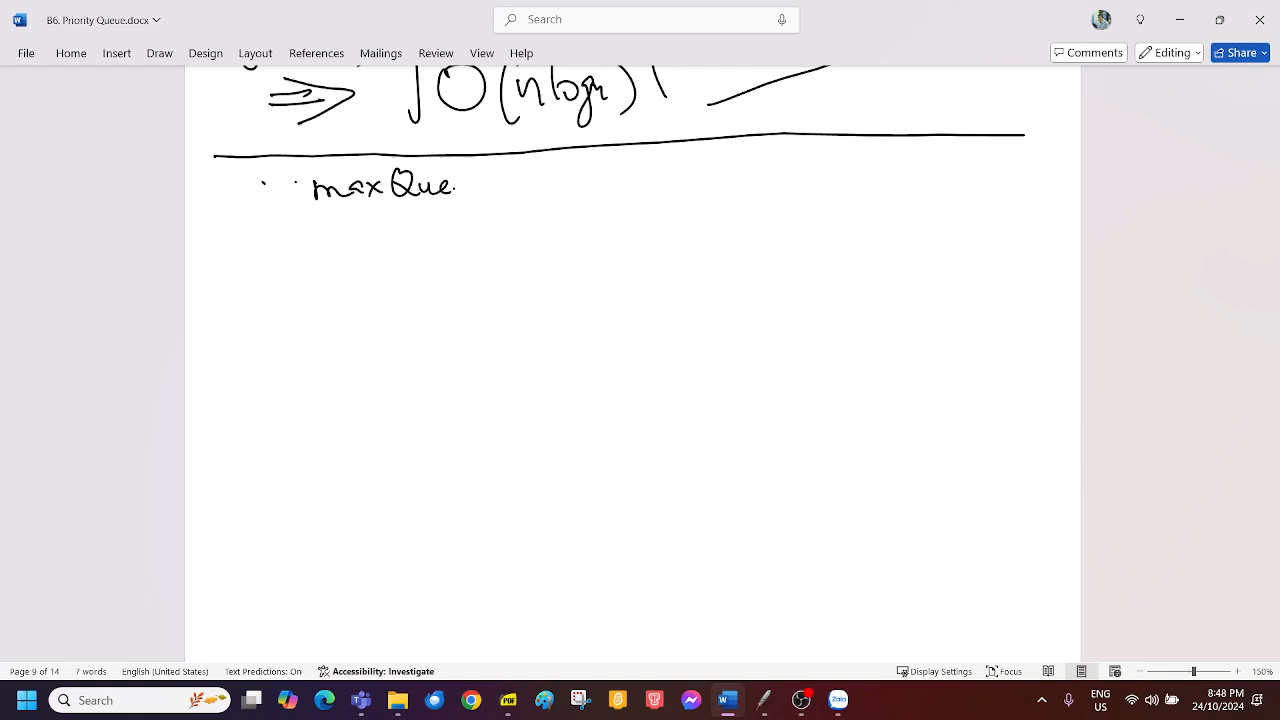 B6. Priority Queue.docx
Search
File Home Insert Draw Design Layout References Mailings Review View Help
Comments Editing Share
O(nlogn)
maxQue
Page 9 of 14 7 words English (United States) Text Predictions: On Accessibility: Investigate Display Settings Focus 150%
Search
ENG
US
8:48 PM
24/10/2024
PDF
Zalo